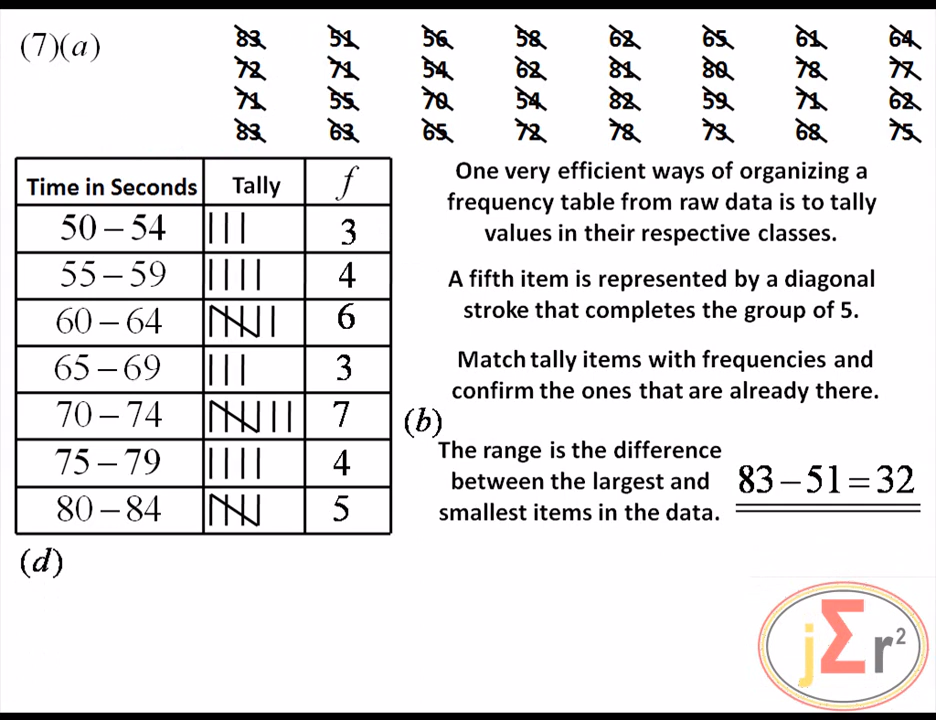 (7)(a)
83 51 56 58 62 65 61 64
72 71 54 62 81 80 78 77
71 55 70 54 82 59 71 62
83 63 65 72 78 73 68 75
Time in Seconds Tally f
50 – 54 3
55 – 59 4
60 – 64 6
65 – 69 3
70 – 74 7
75 – 79 4
80 – 84 5
One very efficient ways of organizing a
frequency table from raw data is to tally
values in their respective classes.
A fifth item is represented by a diagonal
stroke that completes the group of 5.
Match tally items with frequencies and
confirm the ones that are already there.
(b)
The range is the difference
between the largest and
smallest items in the data.
83 – 51 = 32
(d)
jΣr²